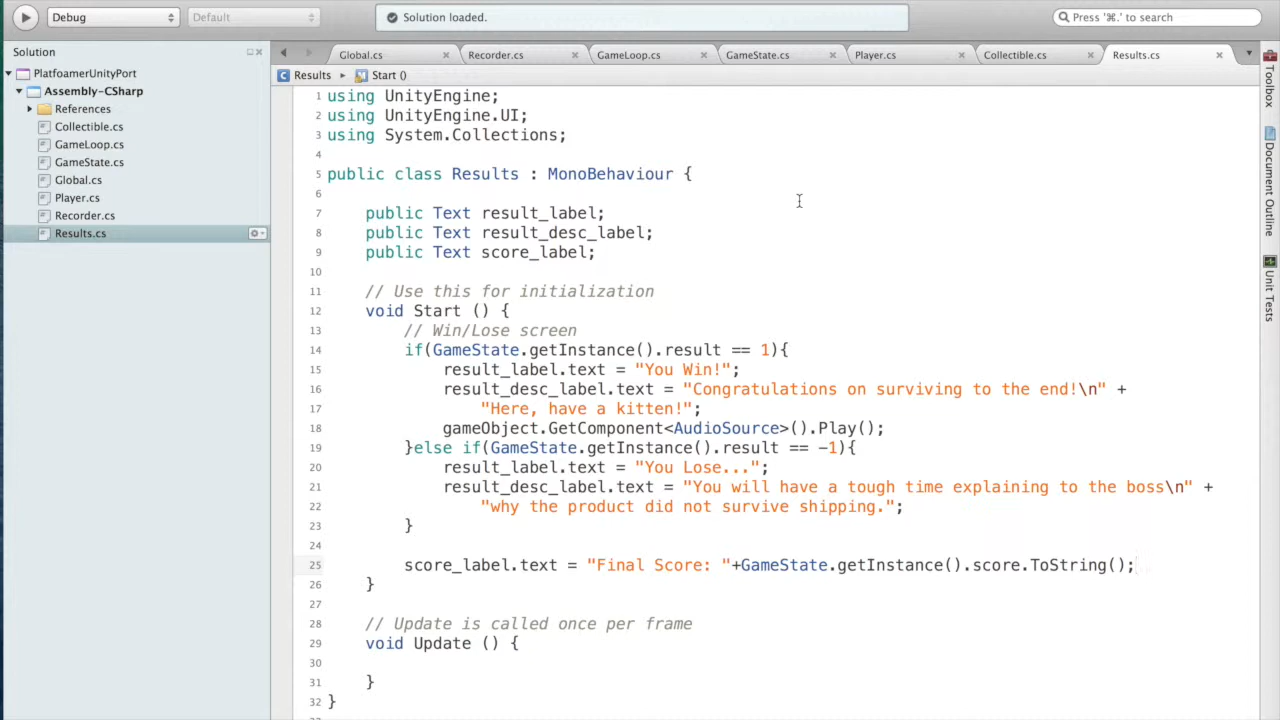 Debug
Default
Solution loaded.
Press '⌘.' to search
Solution
Global.cs
Recorder.cs
GameLoop.cs
GameState.cs
Player.cs
Collectible.cs
Results.cs
PlatfoamerUnityPort
Assembly-CSharp
References
Collectible.cs
GameLoop.cs
GameState.cs
Global.cs
Player.cs
Recorder.cs
Results.cs
Results ▸ Start ()
1 using UnityEngine;
2 using UnityEngine.UI;
3 using System.Collections;
4
5 public class Results : MonoBehaviour {
6
7     public Text result_label;
8     public Text result_desc_label;
9     public Text score_label;
10
11     // Use this for initialization
12     void Start () {
13         // Win/Lose screen
14         if(GameState.getInstance().result == 1){
15             result_label.text = "You Win!";
16             result_desc_label.text = "Congratulations on surviving to the end!\n" +
17                 "Here, have a kitten!";
18             gameObject.GetComponent<AudioSource>().Play();
19         }else if(GameState.getInstance().result == -1){
20             result_label.text = "You Lose...";
21             result_desc_label.text = "You will have a tough time explaining to the boss\n" +
22                 "why the product did not survive shipping.";
23         }
24
25         score_label.text = "Final Score: "+GameState.getInstance().score.ToString();
26     }
27
28     // Update is called once per frame
29     void Update () {
30
31     }
32 }
Toolbox
Document Outline
Unit Tests